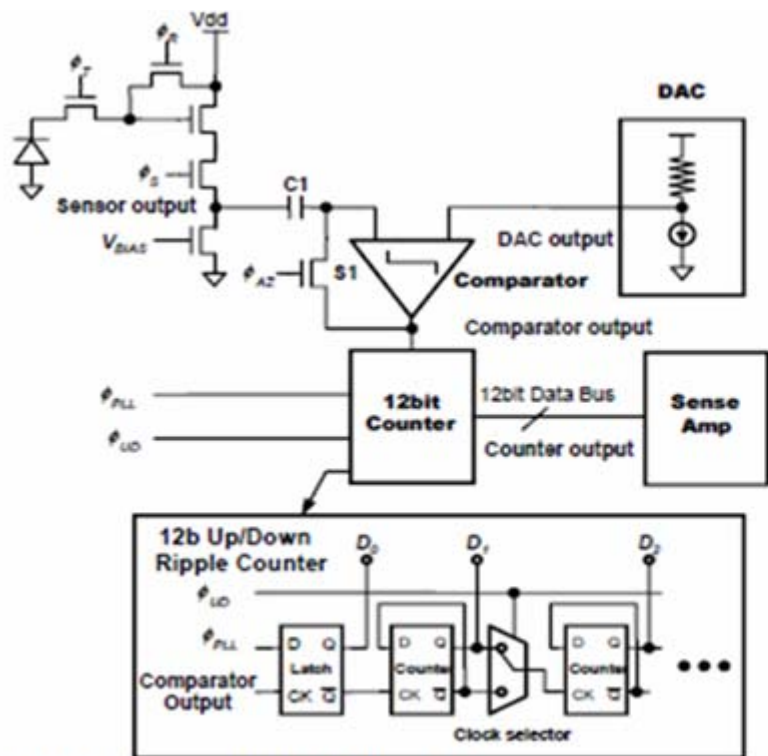 Vdd
ϕR
ϕT
DAC
ϕS
C1
Sensor output
DAC output
VBIAS
S1
ϕAZ
Comparator
Comparator output
12bit
Counter
12bit Data Bus
Sense
Amp
ϕPLL
ϕUD
Counter output
12b Up/Down
Ripple Counter
D0
D1
D2
ϕUD
ϕPLL
D Q
D Q
D Q
Latch
Counter
Counter
Comparator
Output
CK Q̅
CK Q̅
CK Q̅
Clock selector